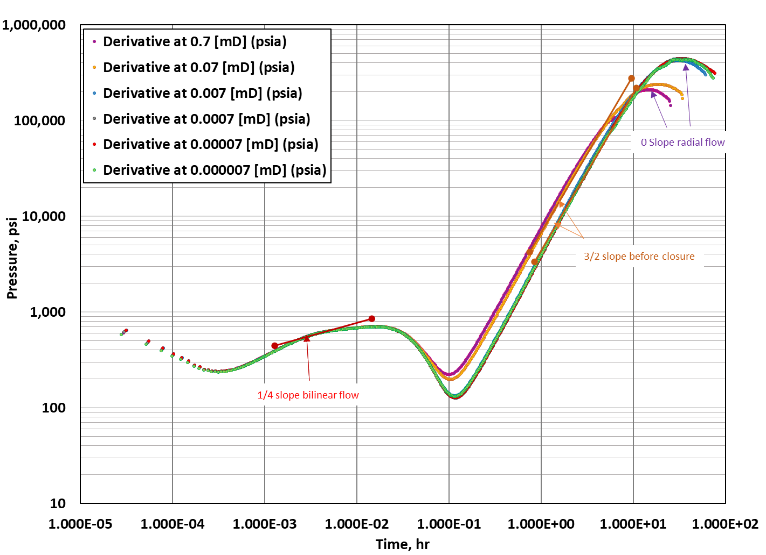 1,000,000
100,000
10,000
1,000
100
10
Pressure, psi
Derivative at 0.7 [mD] (psia)
Derivative at 0.07 [mD] (psia)
Derivative at 0.007 [mD] (psia)
Derivative at 0.0007 [mD] (psia)
Derivative at 0.00007 [mD] (psia)
Derivative at 0.000007 [mD] (psia)
0 Slope radial flow
3/2 slope before closure
1/4 slope bilinear flow
1.000E-05 1.000E-04 1.000E-03 1.000E-02 1.000E-01 1.000E+00 1.000E+01 1.000E+02
Time, hr